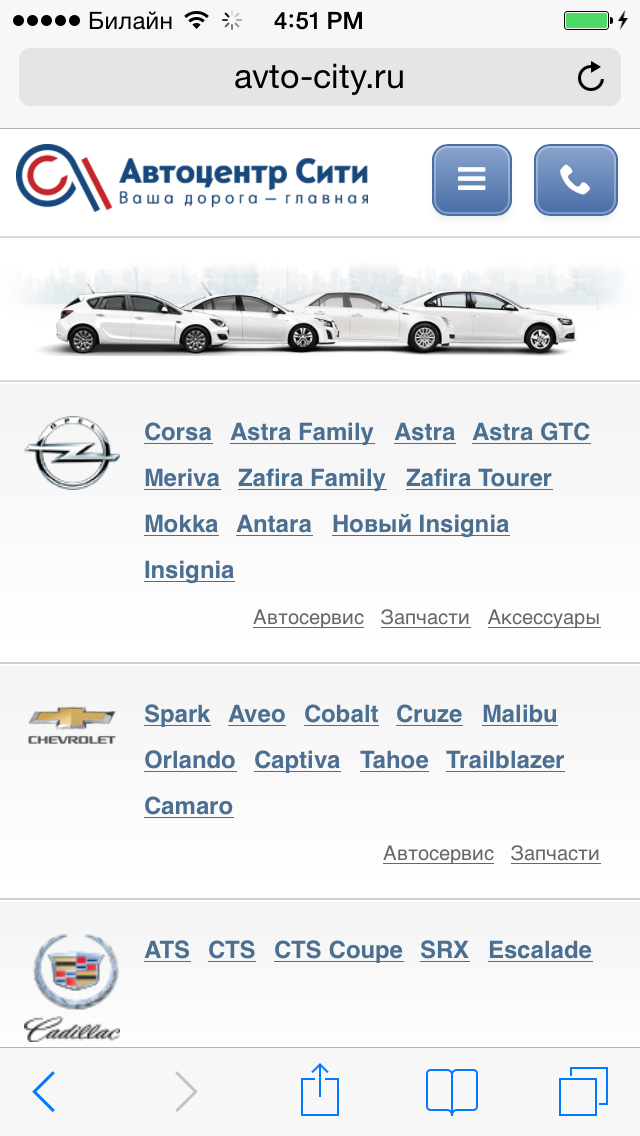 Билайн 4:51 PM
avto-city.ru
Автоцентр Сити
Ваша дорога – главная
OPEL
Corsa Astra Family Astra Astra GTC
Meriva Zafira Family Zafira Tourer
Mokka Antara Новый Insignia
Insignia
Автосервис Запчасти Аксессуары
CHEVROLET
Spark Aveo Cobalt Cruze Malibu
Orlando Captiva Tahoe Trailblazer
Camaro
Автосервис Запчасти
Cadillac
ATS CTS CTS Coupe SRX Escalade